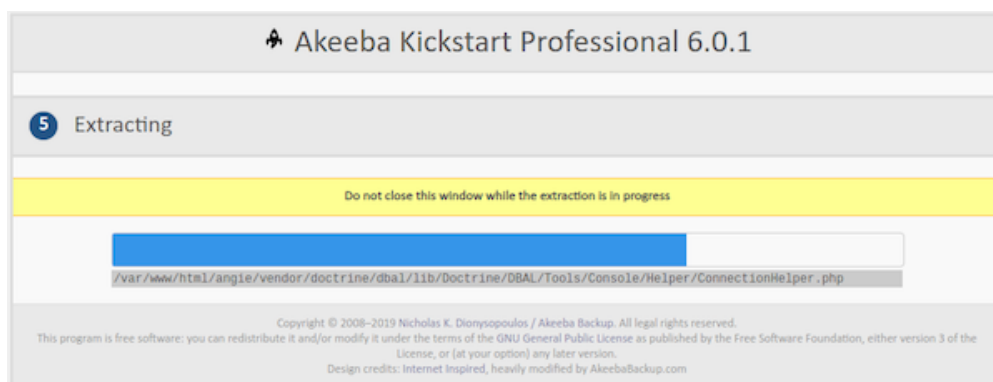 Akeeba Kickstart Professional 6.0.1
5 Extracting
Do not close this window while the extraction is in progress
/var/www/html/angie/vendor/doctrine/dbal/lib/Doctrine/DBAL/Tools/Console/Helper/ConnectionHelper.php
Copyright © 2008–2019 Nicholas K. Dionysopoulos / Akeeba Backup. All legal rights reserved.
This program is free software: you can redistribute it and/or modify it under the terms of the GNU General Public License as published by the Free Software Foundation, either version 3 of the
License, or (at your option) any later version.
Design credits: Internet Inspired, heavily modified by AkeebaBackup.com